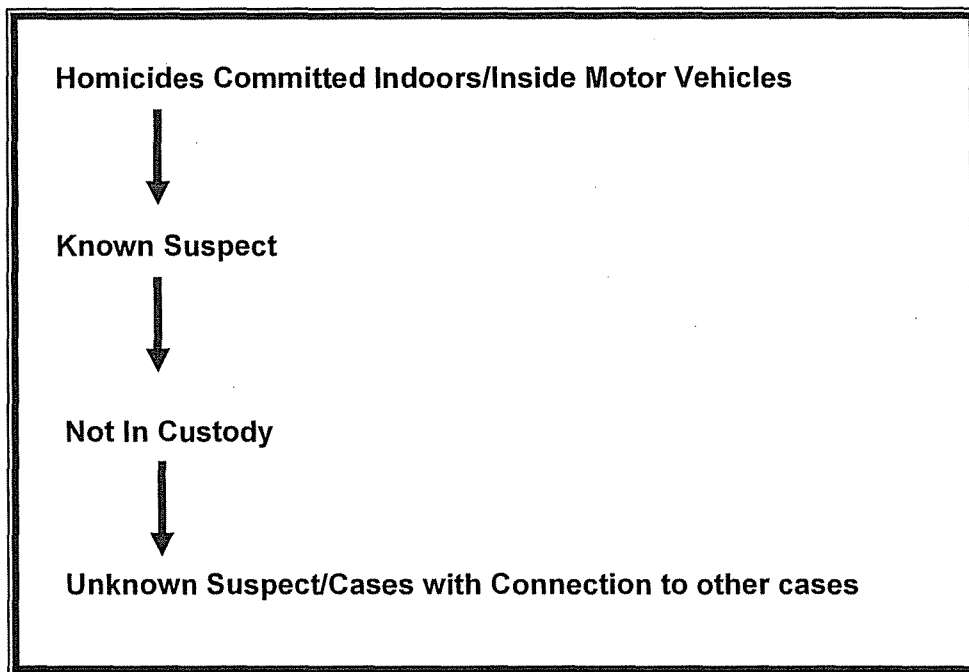 Homicides Committed Indoors/Inside Motor Vehicles
Known Suspect
Not In Custody
Unknown Suspect/Cases with Connection to other cases